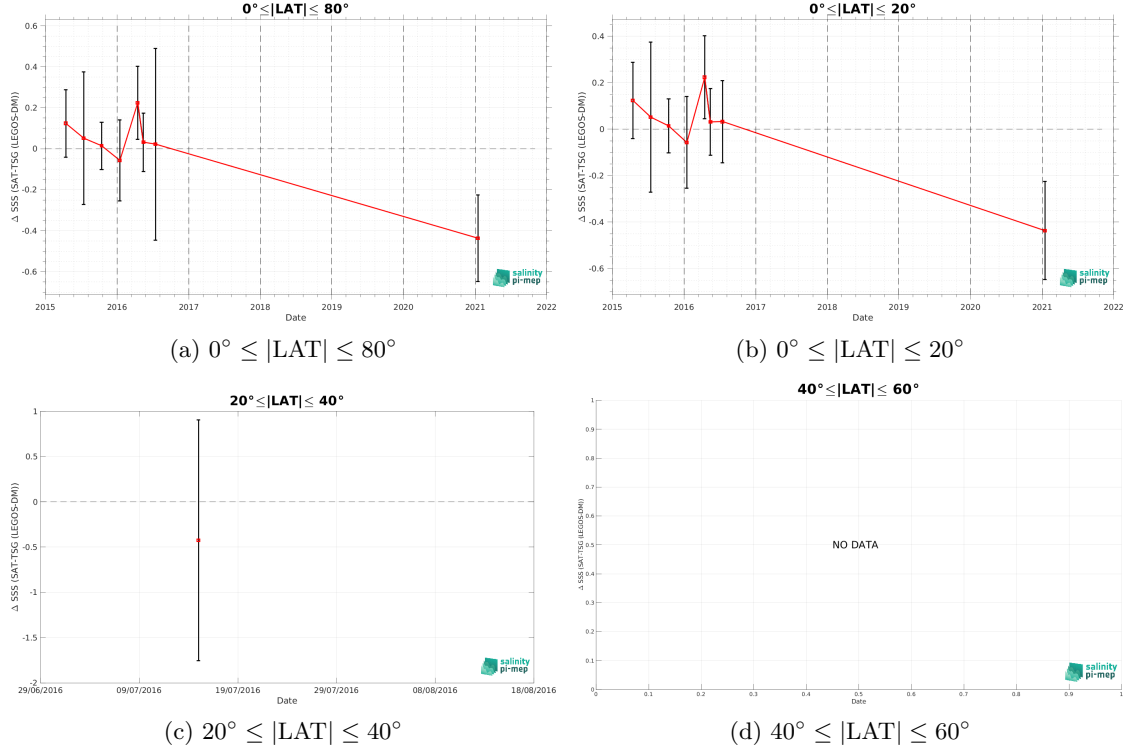 0°≤|LAT|≤ 80°
Δ SSS (SAT-TSG (LEGOS-DM))
0.6
0.4
0.2
0
-0.2
-0.4
-0.6
2015 2016 2017 2018 2019 2020 2021 2022
Date
salinity
pi-mep
(a) 0° ≤ |LAT| ≤ 80°
0°≤|LAT|≤ 20°
Δ SSS (SAT-TSG (LEGOS-DM))
0.4
0.2
0
-0.2
-0.4
-0.6
2015 2016 2017 2018 2019 2020 2021 2022
Date
salinity
pi-mep
(b) 0° ≤ |LAT| ≤ 20°
20°≤|LAT|≤ 40°
Δ SSS (SAT-TSG (LEGOS-DM))
1
0.5
0
-0.5
-1
-1.5
-2
29/06/2016 09/07/2016 19/07/2016 29/07/2016 08/08/2016 18/08/2016
Date
salinity
pi-mep
(c) 20° ≤ |LAT| ≤ 40°
40°≤|LAT|≤ 60°
Δ SSS (SAT-TSG (LEGOS-DM))
1
0.9
0.8
0.7
0.6
0.5
0.4
0.3
0.2
0.1
0
NO DATA
0 0.1 0.2 0.3 0.4 0.5 0.6 0.7 0.8 0.9 1
Date
salinity
pi-mep
(d) 40° ≤ |LAT| ≤ 60°